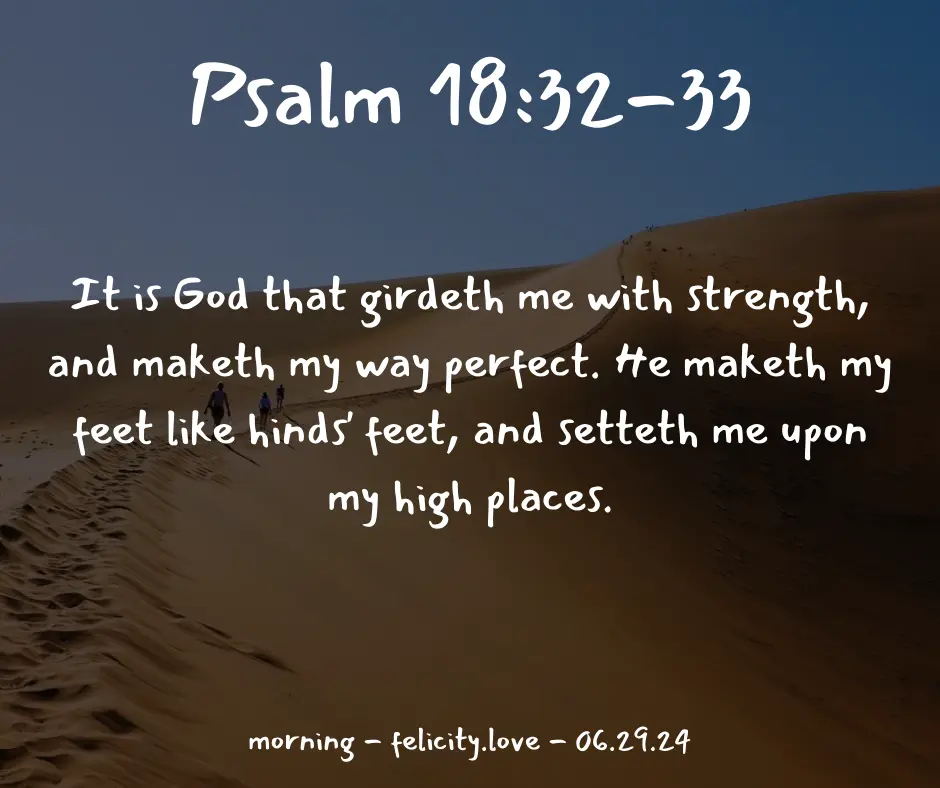 Psalm 18:32-33
It is God that girdeth me with strength,
and maketh my way perfect. He maketh my
feet like hinds' feet, and setteth me upon
my high places.
morning - felicity.love - 06.29.24